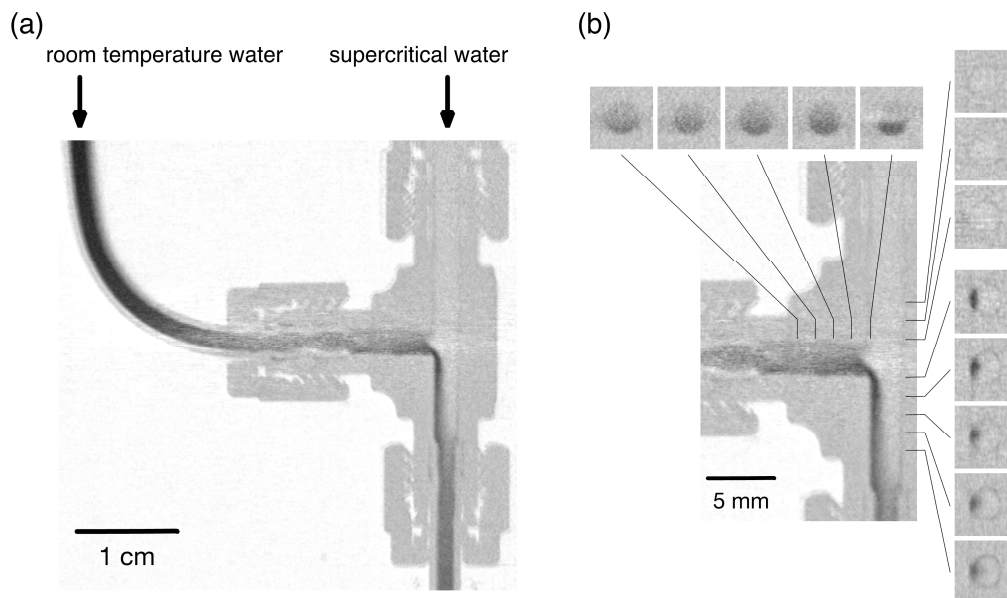 (a)
room temperature water
supercritical water
1 cm
(b)
5 mm